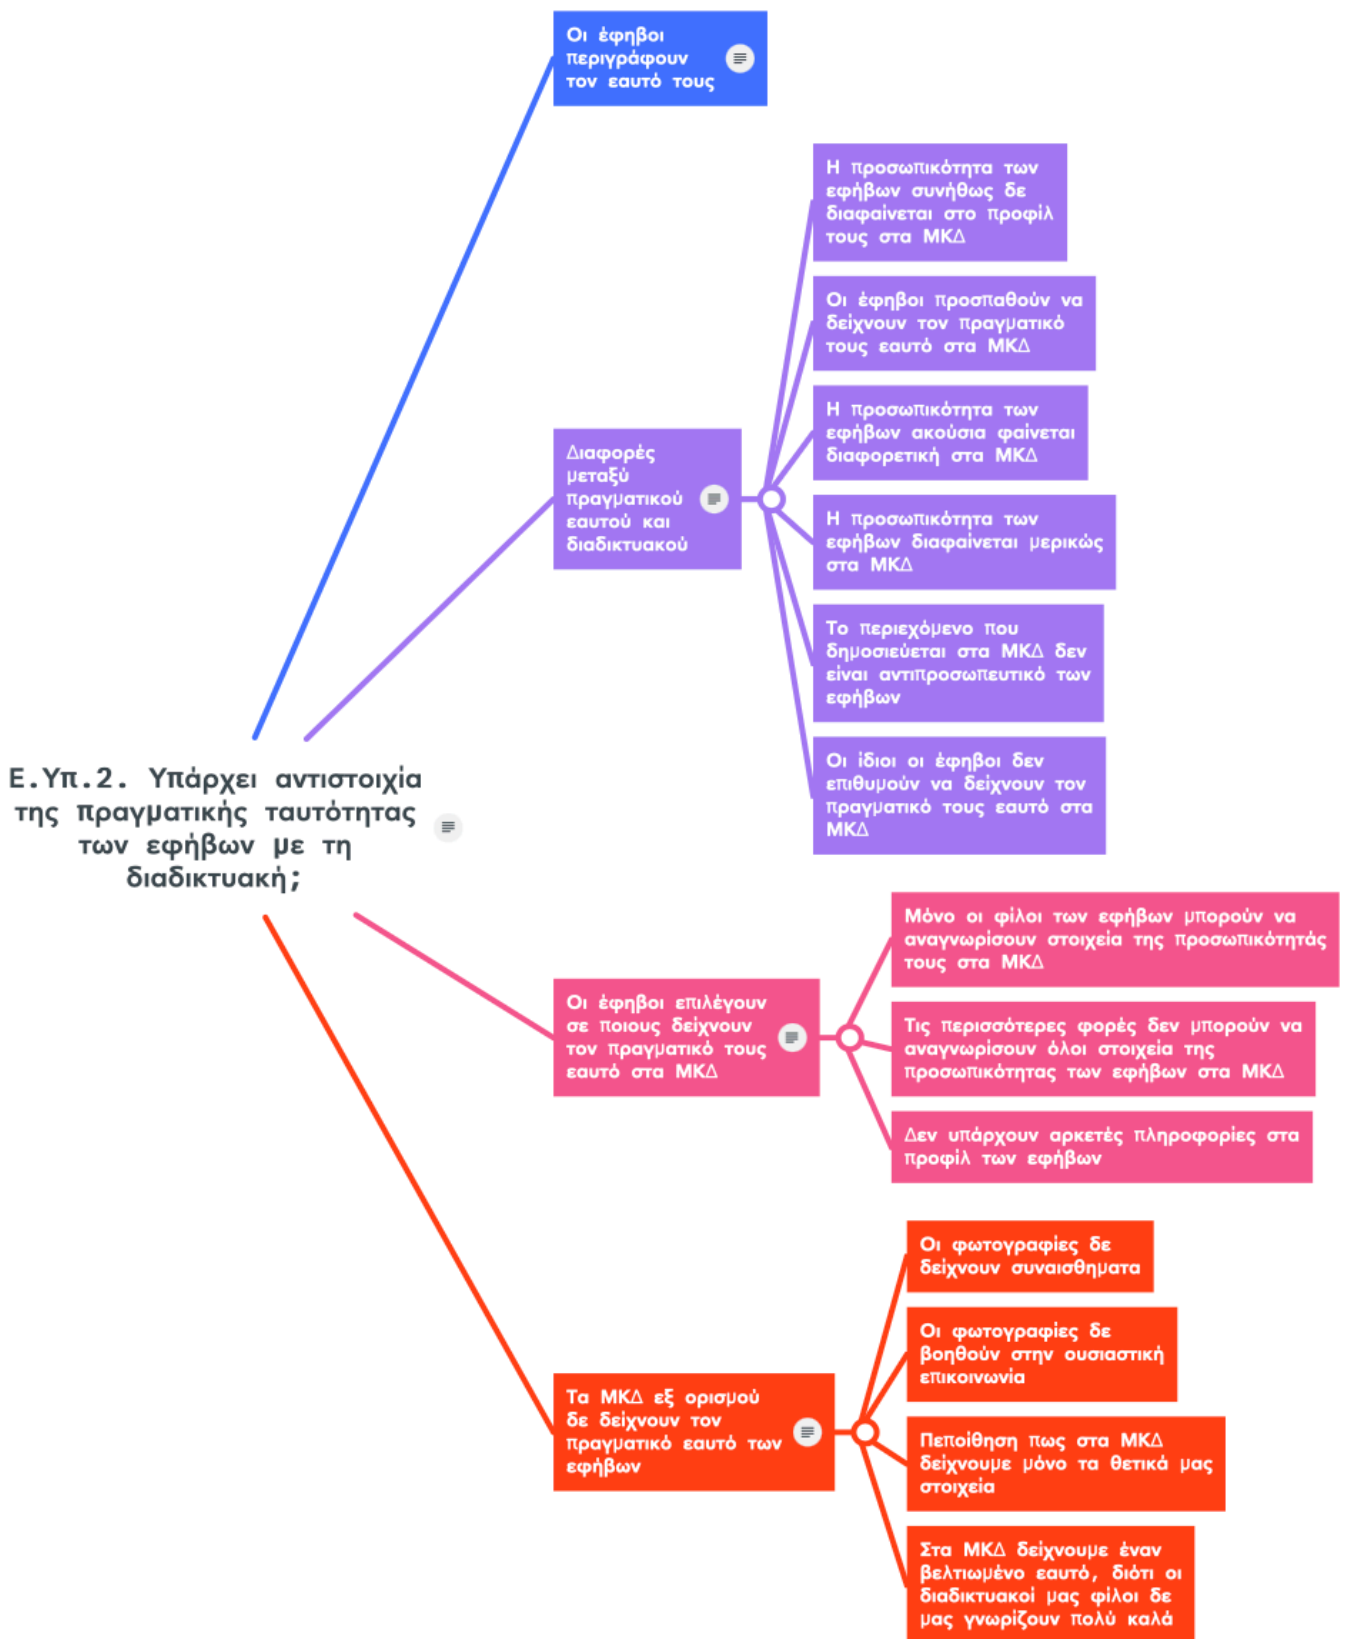 Οι έφηβοι
περιγράφουν
τον εαυτό τους
Η προσωπικότητα των
εφήβων συνήθως δε
διαφαίνεται στο προφίλ
τους στα ΜΚΔ
Οι έφηβοι προσπαθούν να
δείχνουν τον πραγματικό
τους εαυτό στα ΜΚΔ
Η προσωπικότητα των
εφήβων ακούσια φαίνεται
διαφορετική στα ΜΚΔ
Διαφορές
μεταξύ
πραγματικού
εαυτού και
διαδικτυακού
Η προσωπικότητα των
εφήβων διαφαίνεται μερικώς
στα ΜΚΔ
Το περιεχόμενο που
δημοσιεύεται στα ΜΚΔ δεν
είναι αντιπροσωπευτικό των
εφήβων
Οι ίδιοι οι έφηβοι δεν
επιθυμούν να δείχνουν τον
πραγματικό τους εαυτό στα
ΜΚΔ
Ε.Υπ.2. Υπάρχει αντιστοιχία
της πραγματικής ταυτότητας
των εφήβων με τη
διαδικτυακή;
Μόνο οι φίλοι των εφήβων μπορούν να
αναγνωρίσουν στοιχεία της προσωπικότητάς
τους στα ΜΚΔ
Οι έφηβοι επιλέγουν
σε ποιους δείχνουν
τον πραγματικό τους
εαυτό στα ΜΚΔ
Τις περισσότερες φορές δεν μπορούν να
αναγνωρίσουν όλοι στοιχεία της
προσωπικότητας των εφήβων στα ΜΚΔ
Δεν υπάρχουν αρκετές πληροφορίες στα
προφίλ των εφήβων
Οι φωτογραφίες δε
δείχνουν συναισθηματα
Οι φωτογραφίες δε
βοηθούν στην ουσιαστική
επικοινωνία
Τα ΜΚΔ εξ ορισμού
δε δείχνουν τον
πραγματικό εαυτό των
εφήβων
Πεποίθηση πως στα ΜΚΔ
δείχνουμε μόνο τα θετικά μας
στοιχεία
Στα ΜΚΔ δείχνουμε έναν
βελτιωμένο εαυτό, διότι οι
διαδικτυακοί μας φίλοι δε
μας γνωρίζουν πολύ καλά